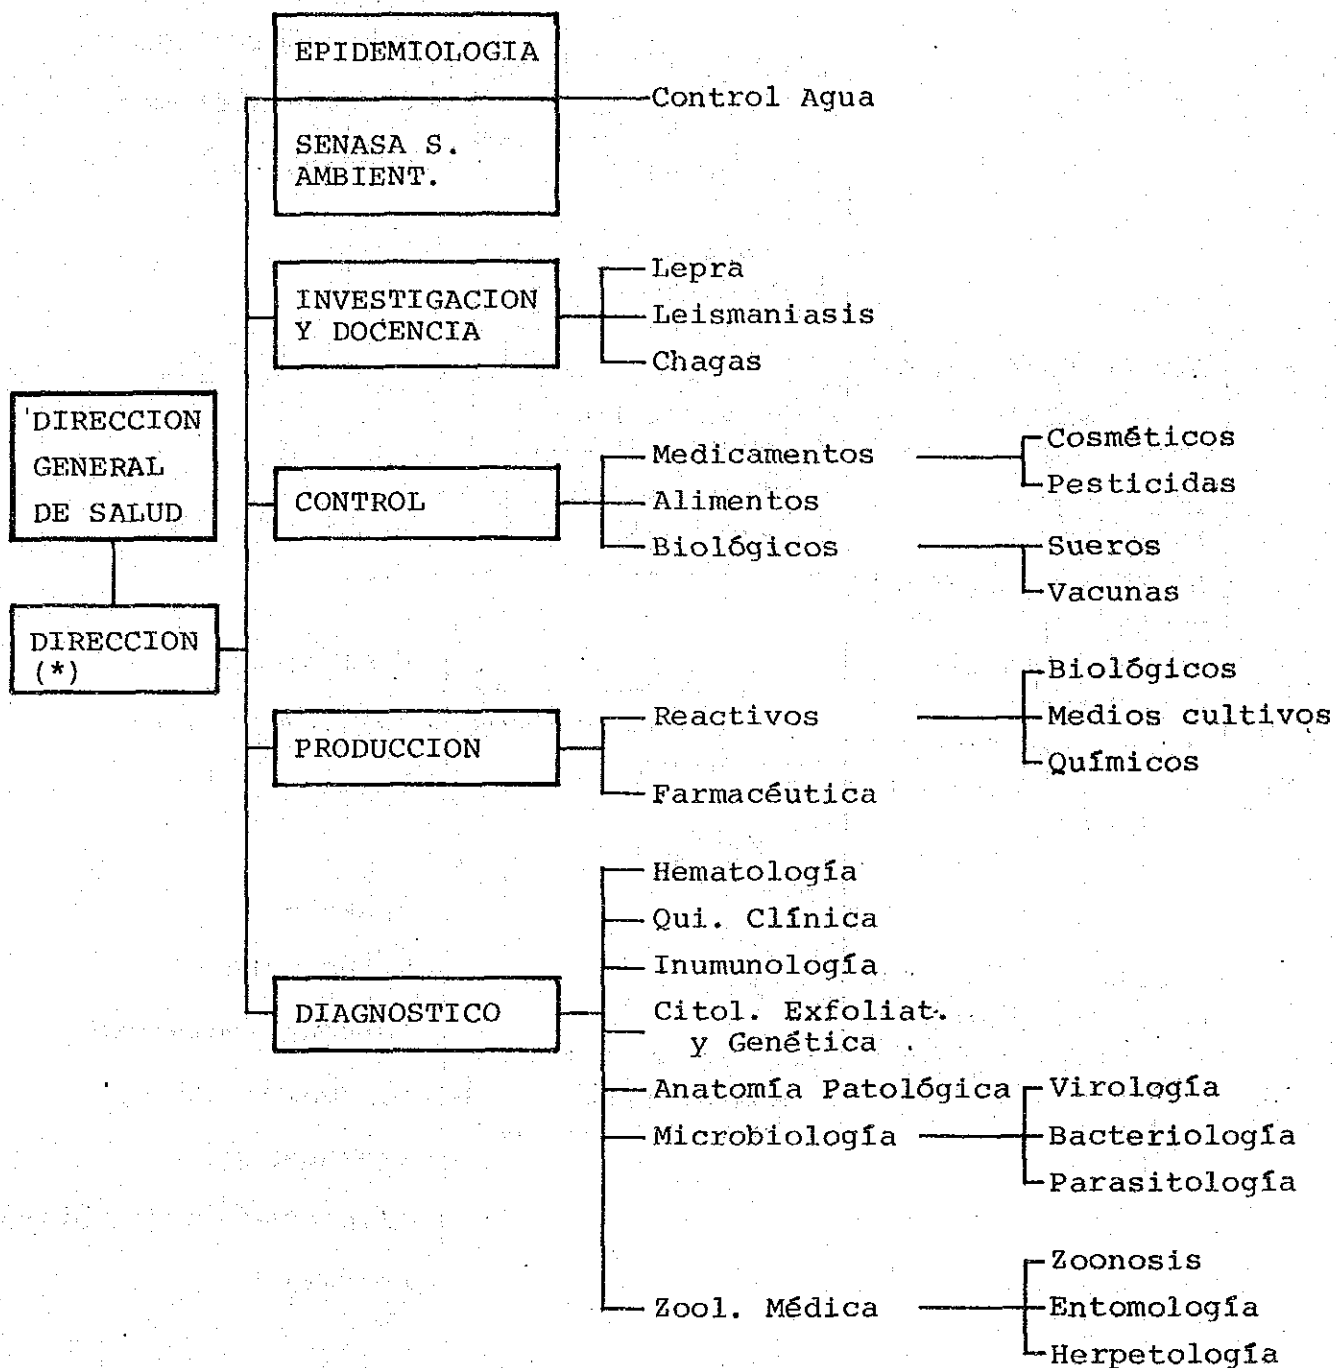 EPIDEMIOLOGIA
SENASA S.
AMBIENT.
Control Agua
INVESTIGACION
Y DOCENCIA
Lepra
Leismaniasis
Chagas
DIRECCION
GENERAL
DE SALUD
DIRECCION
(*)
CONTROL
Medicamentos
Alimentos
Biológicos
Cosméticos
Pesticidas
Sueros
Vacunas
PRODUCCION
Reactivos
Farmacéutica
Biológicos
Medios cultivos
Químicos
DIAGNOSTICO
Hematología
Qui. Clínica
Inumunología
Citol. Exfoliat.
y Genética
Anatomía Patológica
Microbiología
Zool. Médica
Virología
Bacteriología
Parasitología
Zoonosis
Entomología
Herpetología